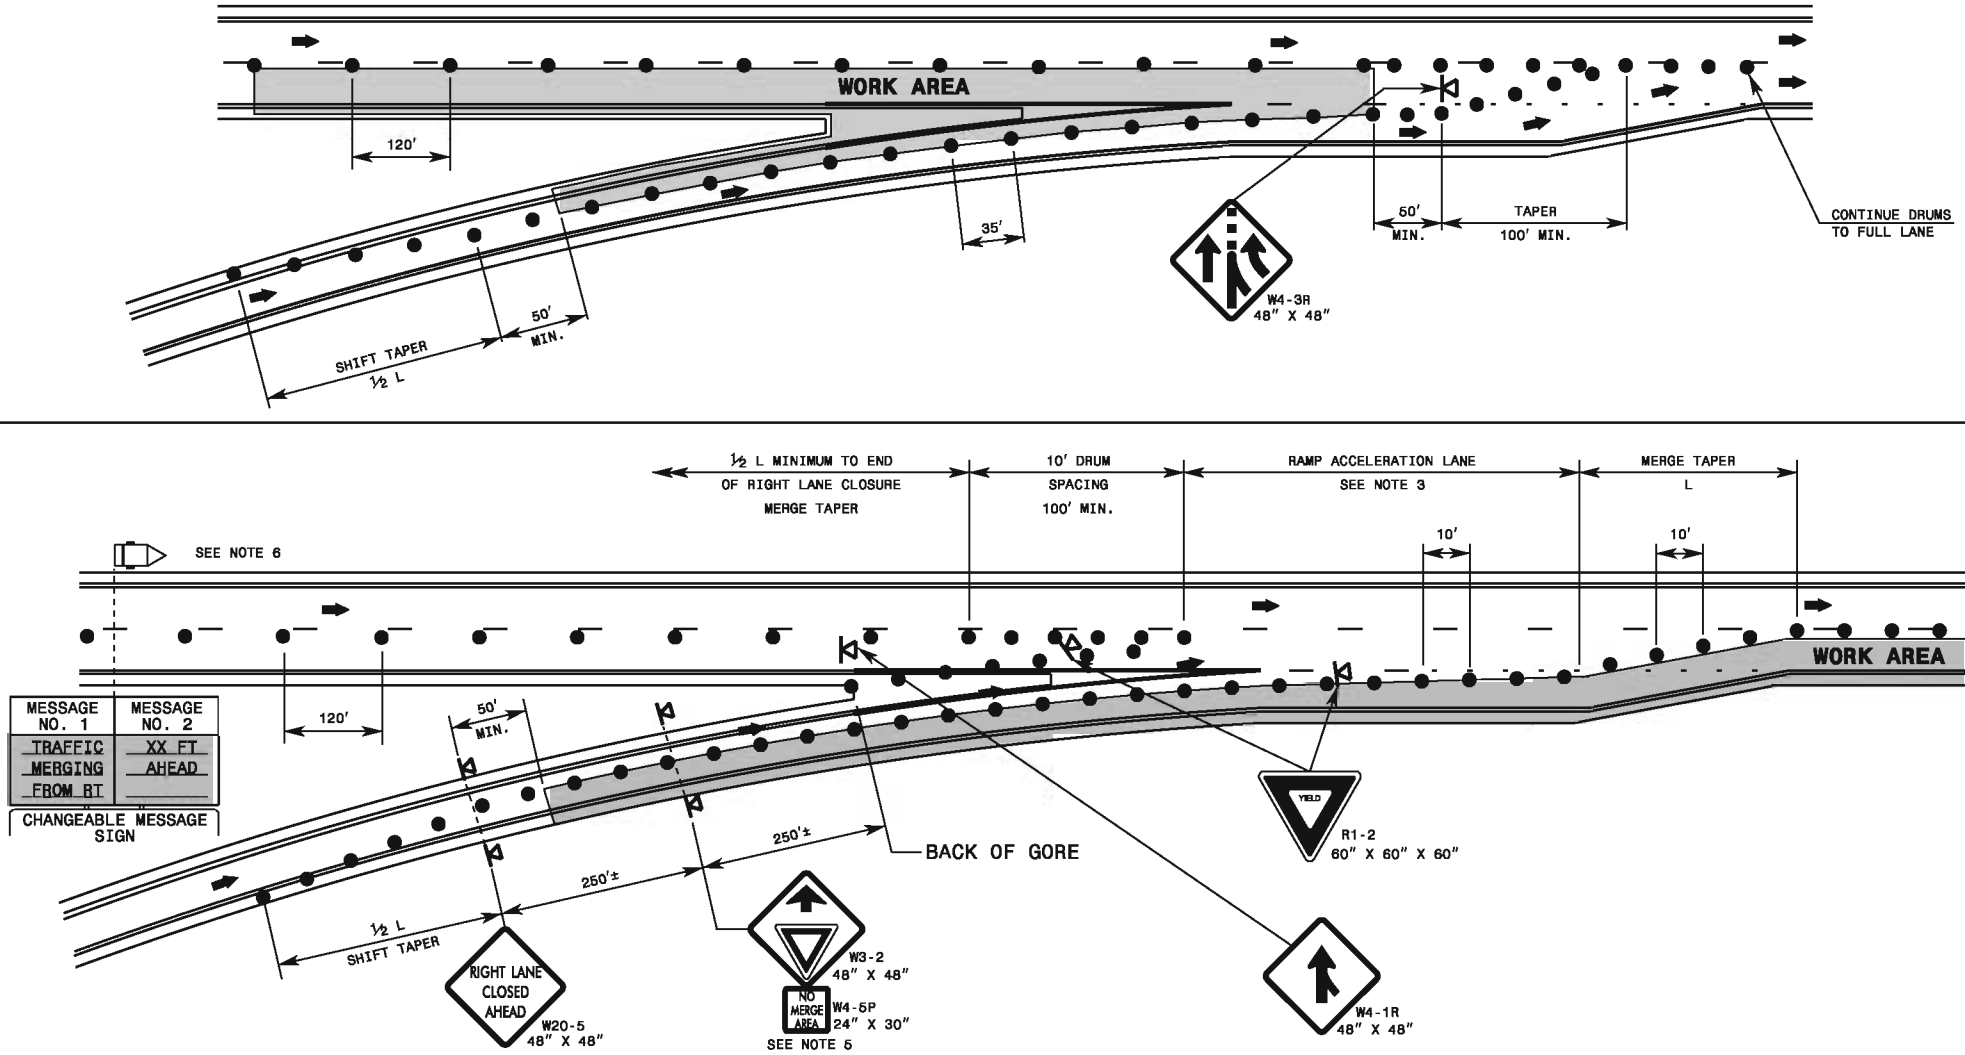 WORK AREA
120'
35'
50'
MIN.
TAPER
100' MIN.
CONTINUE DRUMS
TO FULL LANE
W4-3R
48" X 48"
50'
MIN.
SHIFT TAPER
½ L
½ L MINIMUM TO END
OF RIGHT LANE CLOSURE
MERGE TAPER
10' DRUM
SPACING
100' MIN.
RAMP ACCELERATION LANE
SEE NOTE 3
MERGE TAPER
L
10'
10'
SEE NOTE 6
WORK AREA
MESSAGE
NO. 1
MESSAGE
NO. 2
TRAFFIC
MERGING
FROM RT
XX FT
AHEAD
CHANGEABLE MESSAGE
SIGN
120'
50'
MIN.
YIELD
R1-2
60" X 60" X 60"
250'±
BACK OF GORE
250'±
½ L
SHIFT TAPER
RIGHT LANE
CLOSED
AHEAD
W20-5
48" X 48"
W3-2
48" X 48"
NO
MERGE
AREA
W4-5P
24" X 30"
SEE NOTE 5
W4-1R
48" X 48"